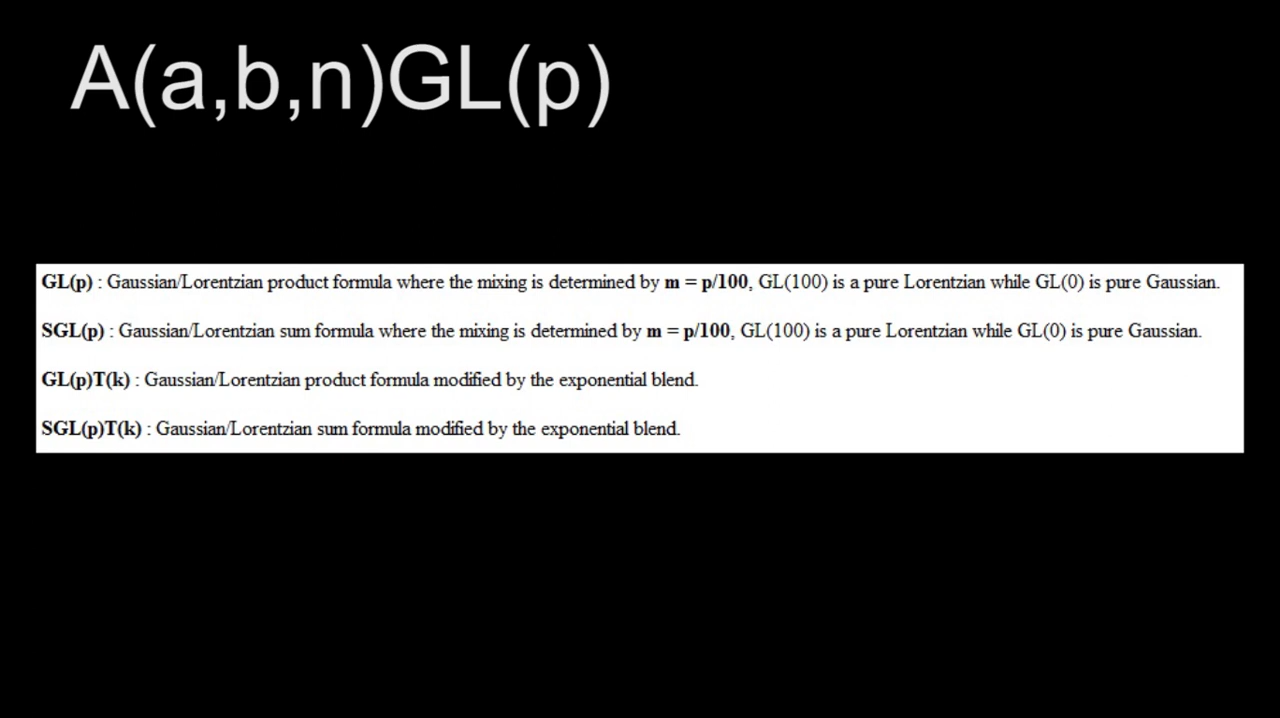 A(a,b,n)GL(p)
GL(p) : Gaussian/Lorentzian product formula where the mixing is determined by m = p/100, GL(100) is a pure Lorentzian while GL(0) is pure Gaussian.
SGL(p) : Gaussian/Lorentzian sum formula where the mixing is determined by m = p/100, GL(100) is a pure Lorentzian while GL(0) is pure Gaussian.
GL(p)T(k) : Gaussian/Lorentzian product formula modified by the exponential blend.
SGL(p)T(k) : Gaussian/Lorentzian sum formula modified by the exponential blend.